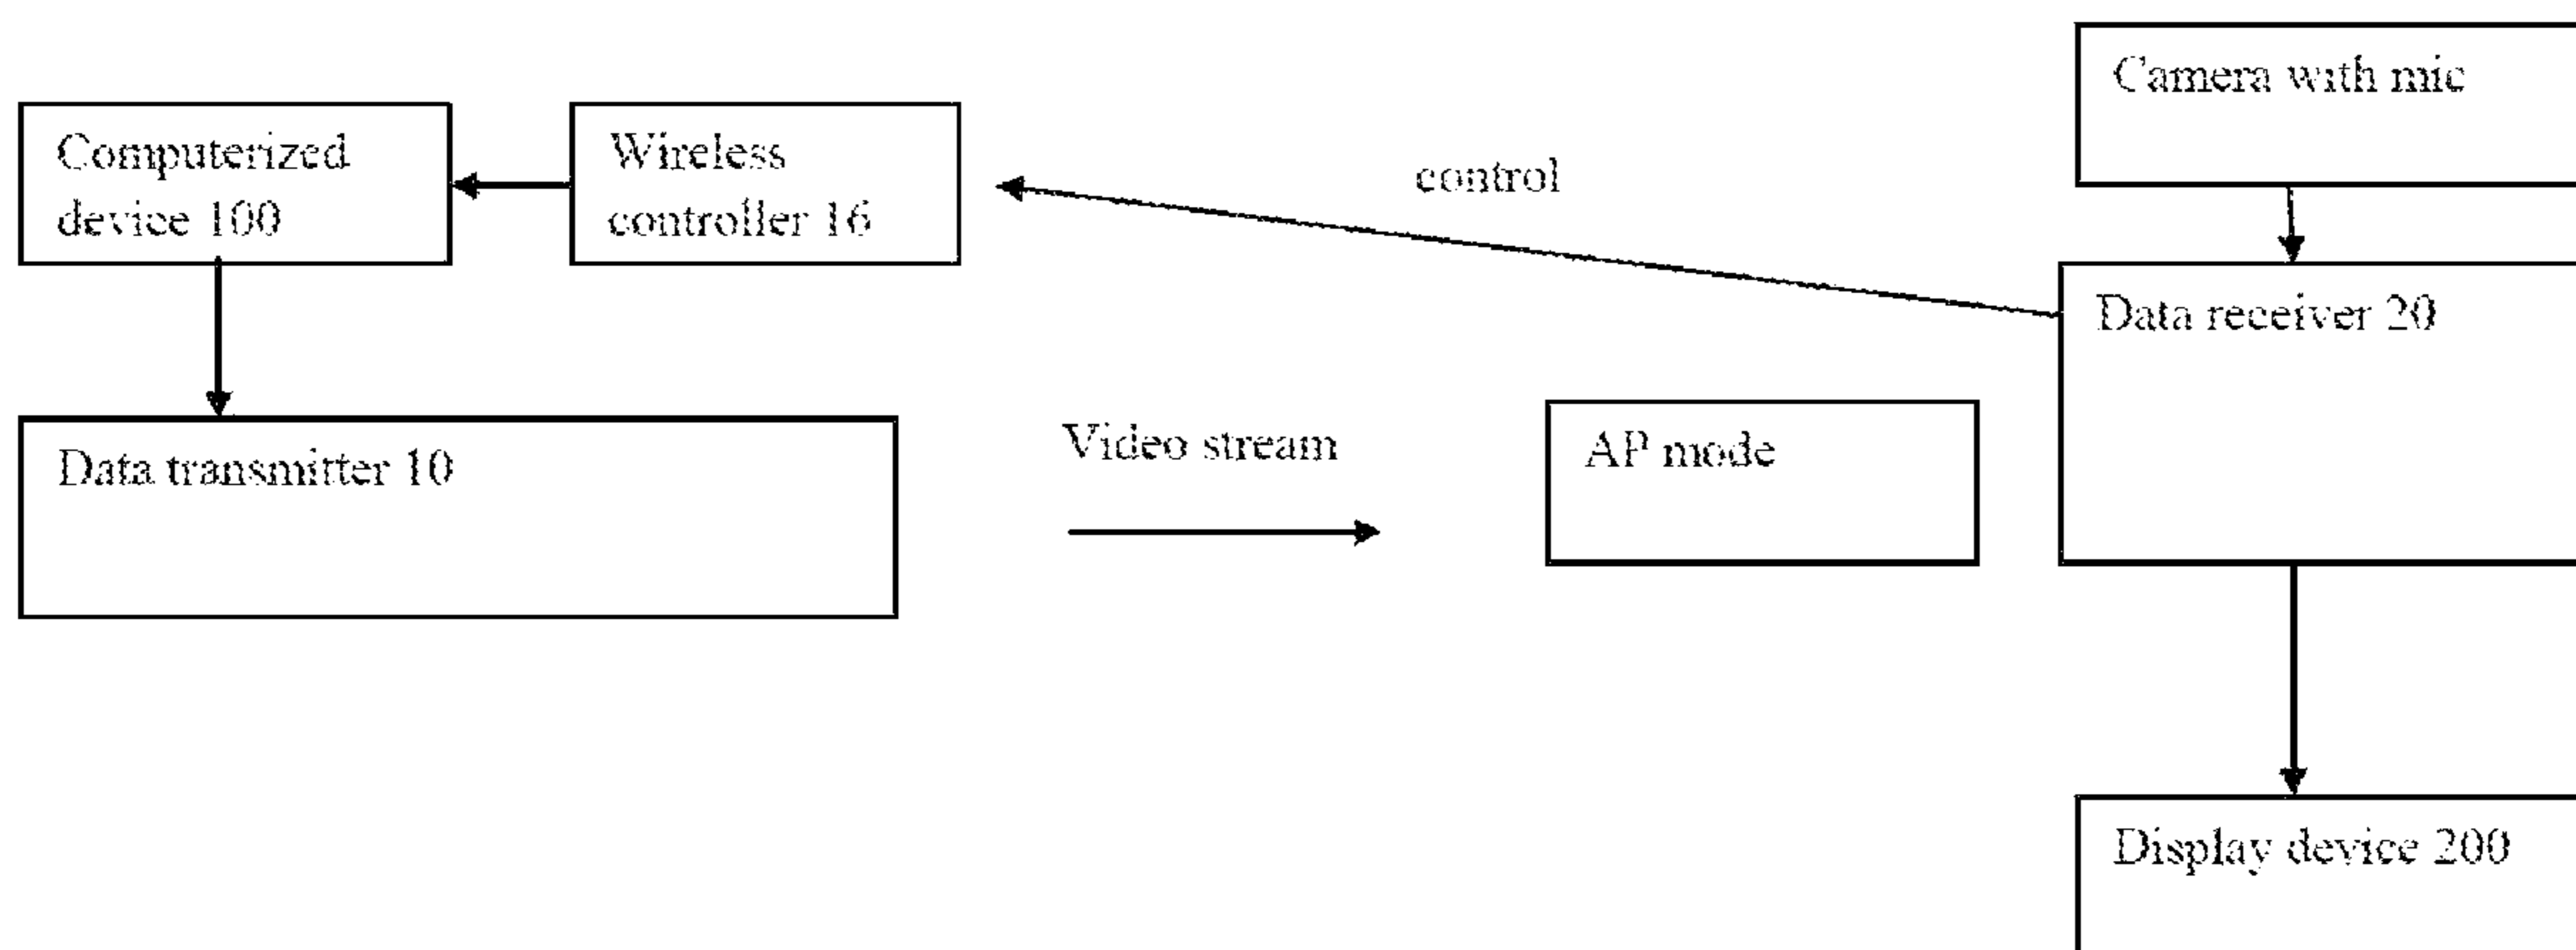 Camera with mic
Computerized
device 100
Wireless
controller 16
control
Data receiver 20
Data transmitter 10
Video stream
AP mode
Display device 200